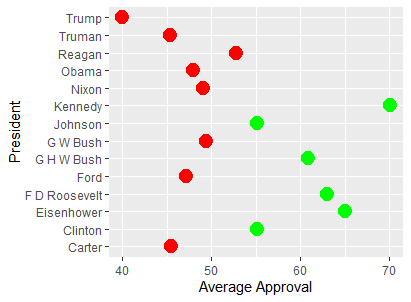 Trump
Truman
Reagan
Obama
Nixon
Kennedy
Johnson
G W Bush
G H W Bush
Ford
F D Roosevelt
Eisenhower
Clinton
Carter
President
40 50 60 70
Average Approval